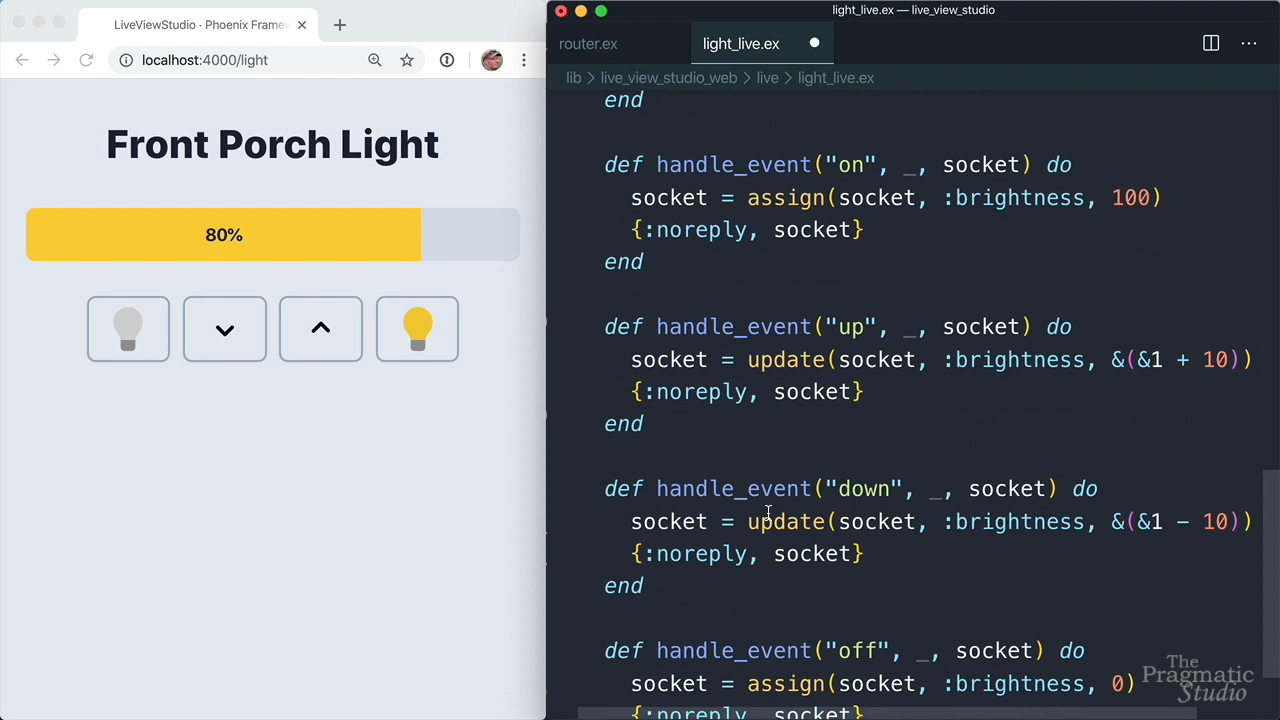 LiveViewStudio · Phoenix Framew
localhost:4000/light
Front Porch Light
80%
light_live.ex — live_view_studio
router.ex
light_live.ex
lib > live_view_studio_web > live > light_live.ex
end
def handle_event("on", _, socket) do
socket = assign(socket, :brightness, 100)
{:noreply, socket}
end
def handle_event("up", _, socket) do
socket = update(socket, :brightness, &(&1 + 10))
{:noreply, socket}
end
def handle_event("down", _, socket) do
socket = update(socket, :brightness, &(&1 - 10))
{:noreply, socket}
end
def handle_event("off", _, socket) do
socket = assign(socket, :brightness, 0)
{:noreply, socket}
The
Pragmatic
Studio